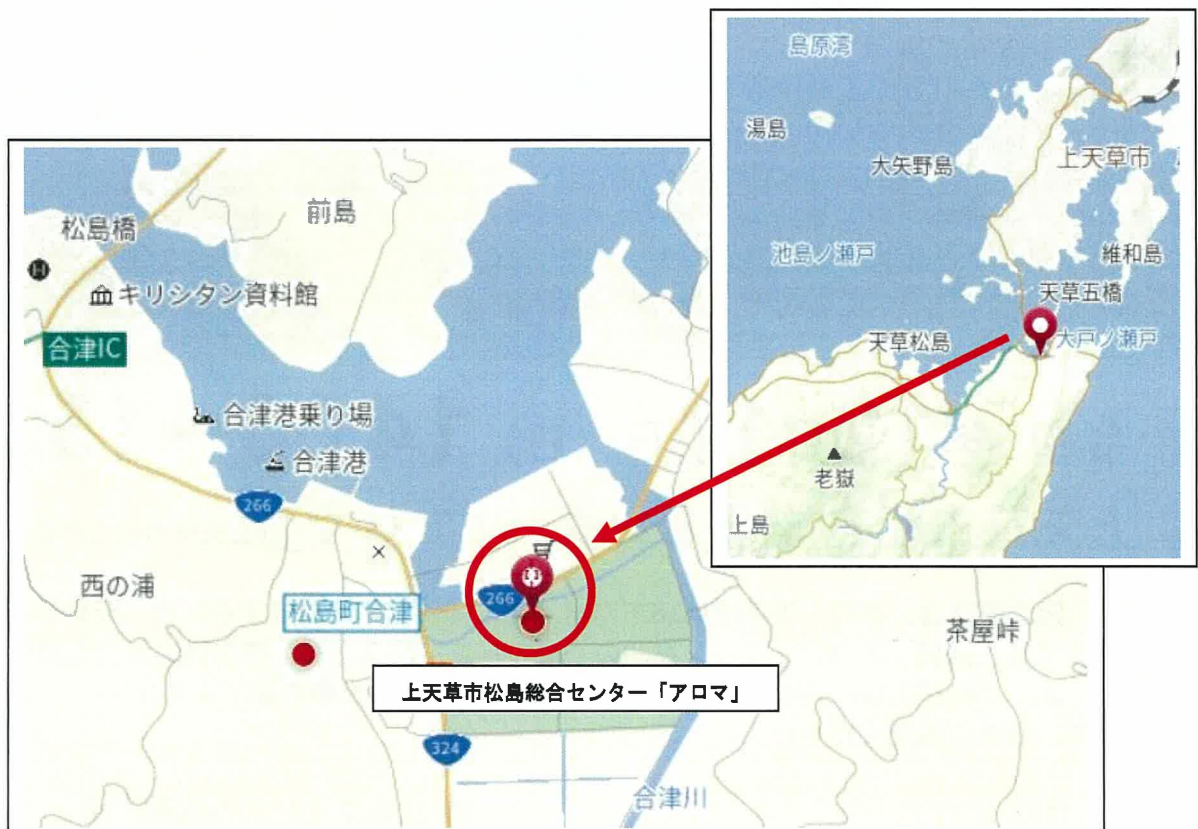 島原湾
湯島
大矢野島
上天草市
池島ノ瀬戸
維和島
天草五橋
天草松島
大戸ノ瀬戸
老嶽
上島
松島橋
前島
H
キリシタン資料館
合津IC
合津港乗り場
合津港
266
西の浦
266
松島町合津
茶屋峠
上天草市松島総合センター「アロマ」
324
合津川